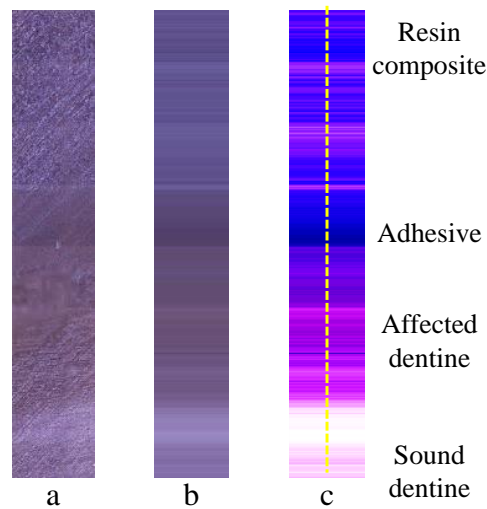 Resin
composite
Adhesive
Affected
dentine
Sound
dentine
a b c